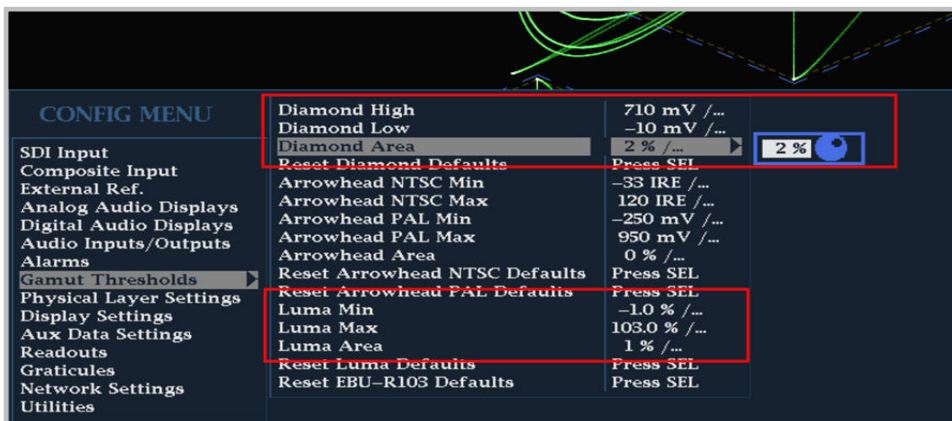 CONFIG MENU
SDI Input
Composite Input
External Ref.
Analog Audio Displays
Digital Audio Displays
Audio Inputs/Outputs
Alarms
Gamut Thresholds
Physical Layer Settings
Display Settings
Aux Data Settings
Readouts
Graticules
Network Settings
Utilities
Diamond High 710 mV /...
Diamond Low –10 mV /...
Diamond Area 2 % /... 2 %
Reset Diamond Defaults Press SEL
Arrowhead NTSC Min –33 IRE /...
Arrowhead NTSC Max 120 IRE /...
Arrowhead PAL Min –250 mV /...
Arrowhead PAL Max 950 mV /...
Arrowhead Area 0 % /...
Reset Arrowhead NTSC Defaults Press SEL
Reset Arrowhead PAL Defaults Press SEL
Luma Min –1.0 % /...
Luma Max 103.0 % /...
Luma Area 1 % /...
Reset Luma Defaults Press SEL
Reset EBU–R103 Defaults Press SEL